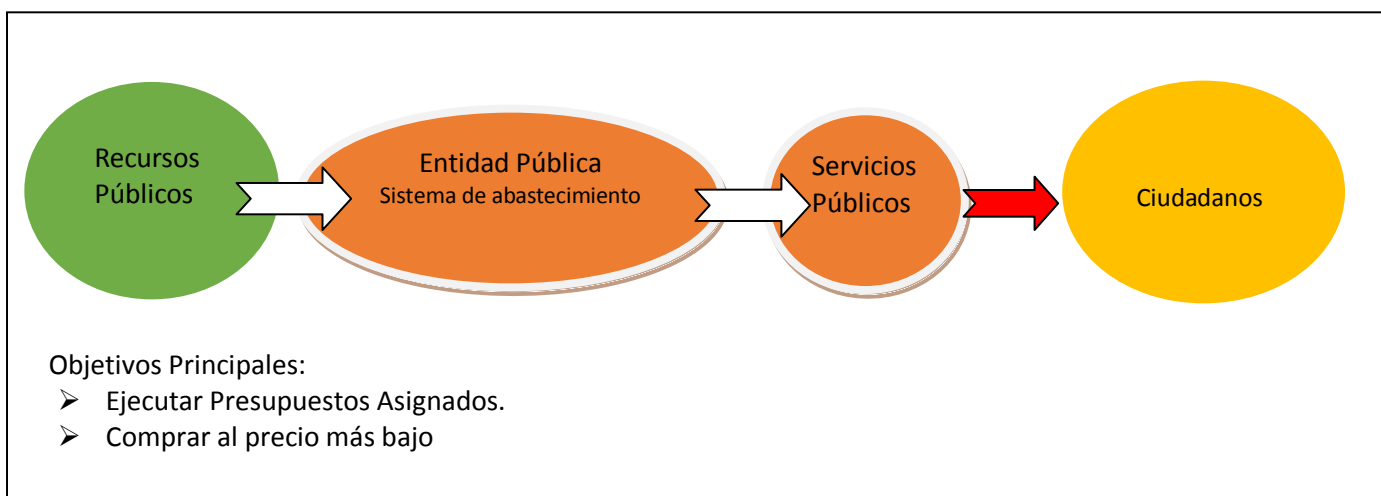 Recursos
Públicos
Entidad Pública
Sistema de abastecimiento
Servicios
Públicos
Ciudadanos
Objetivos Principales:
➢ Ejecutar Presupuestos Asignados.
➢ Comprar al precio más bajo